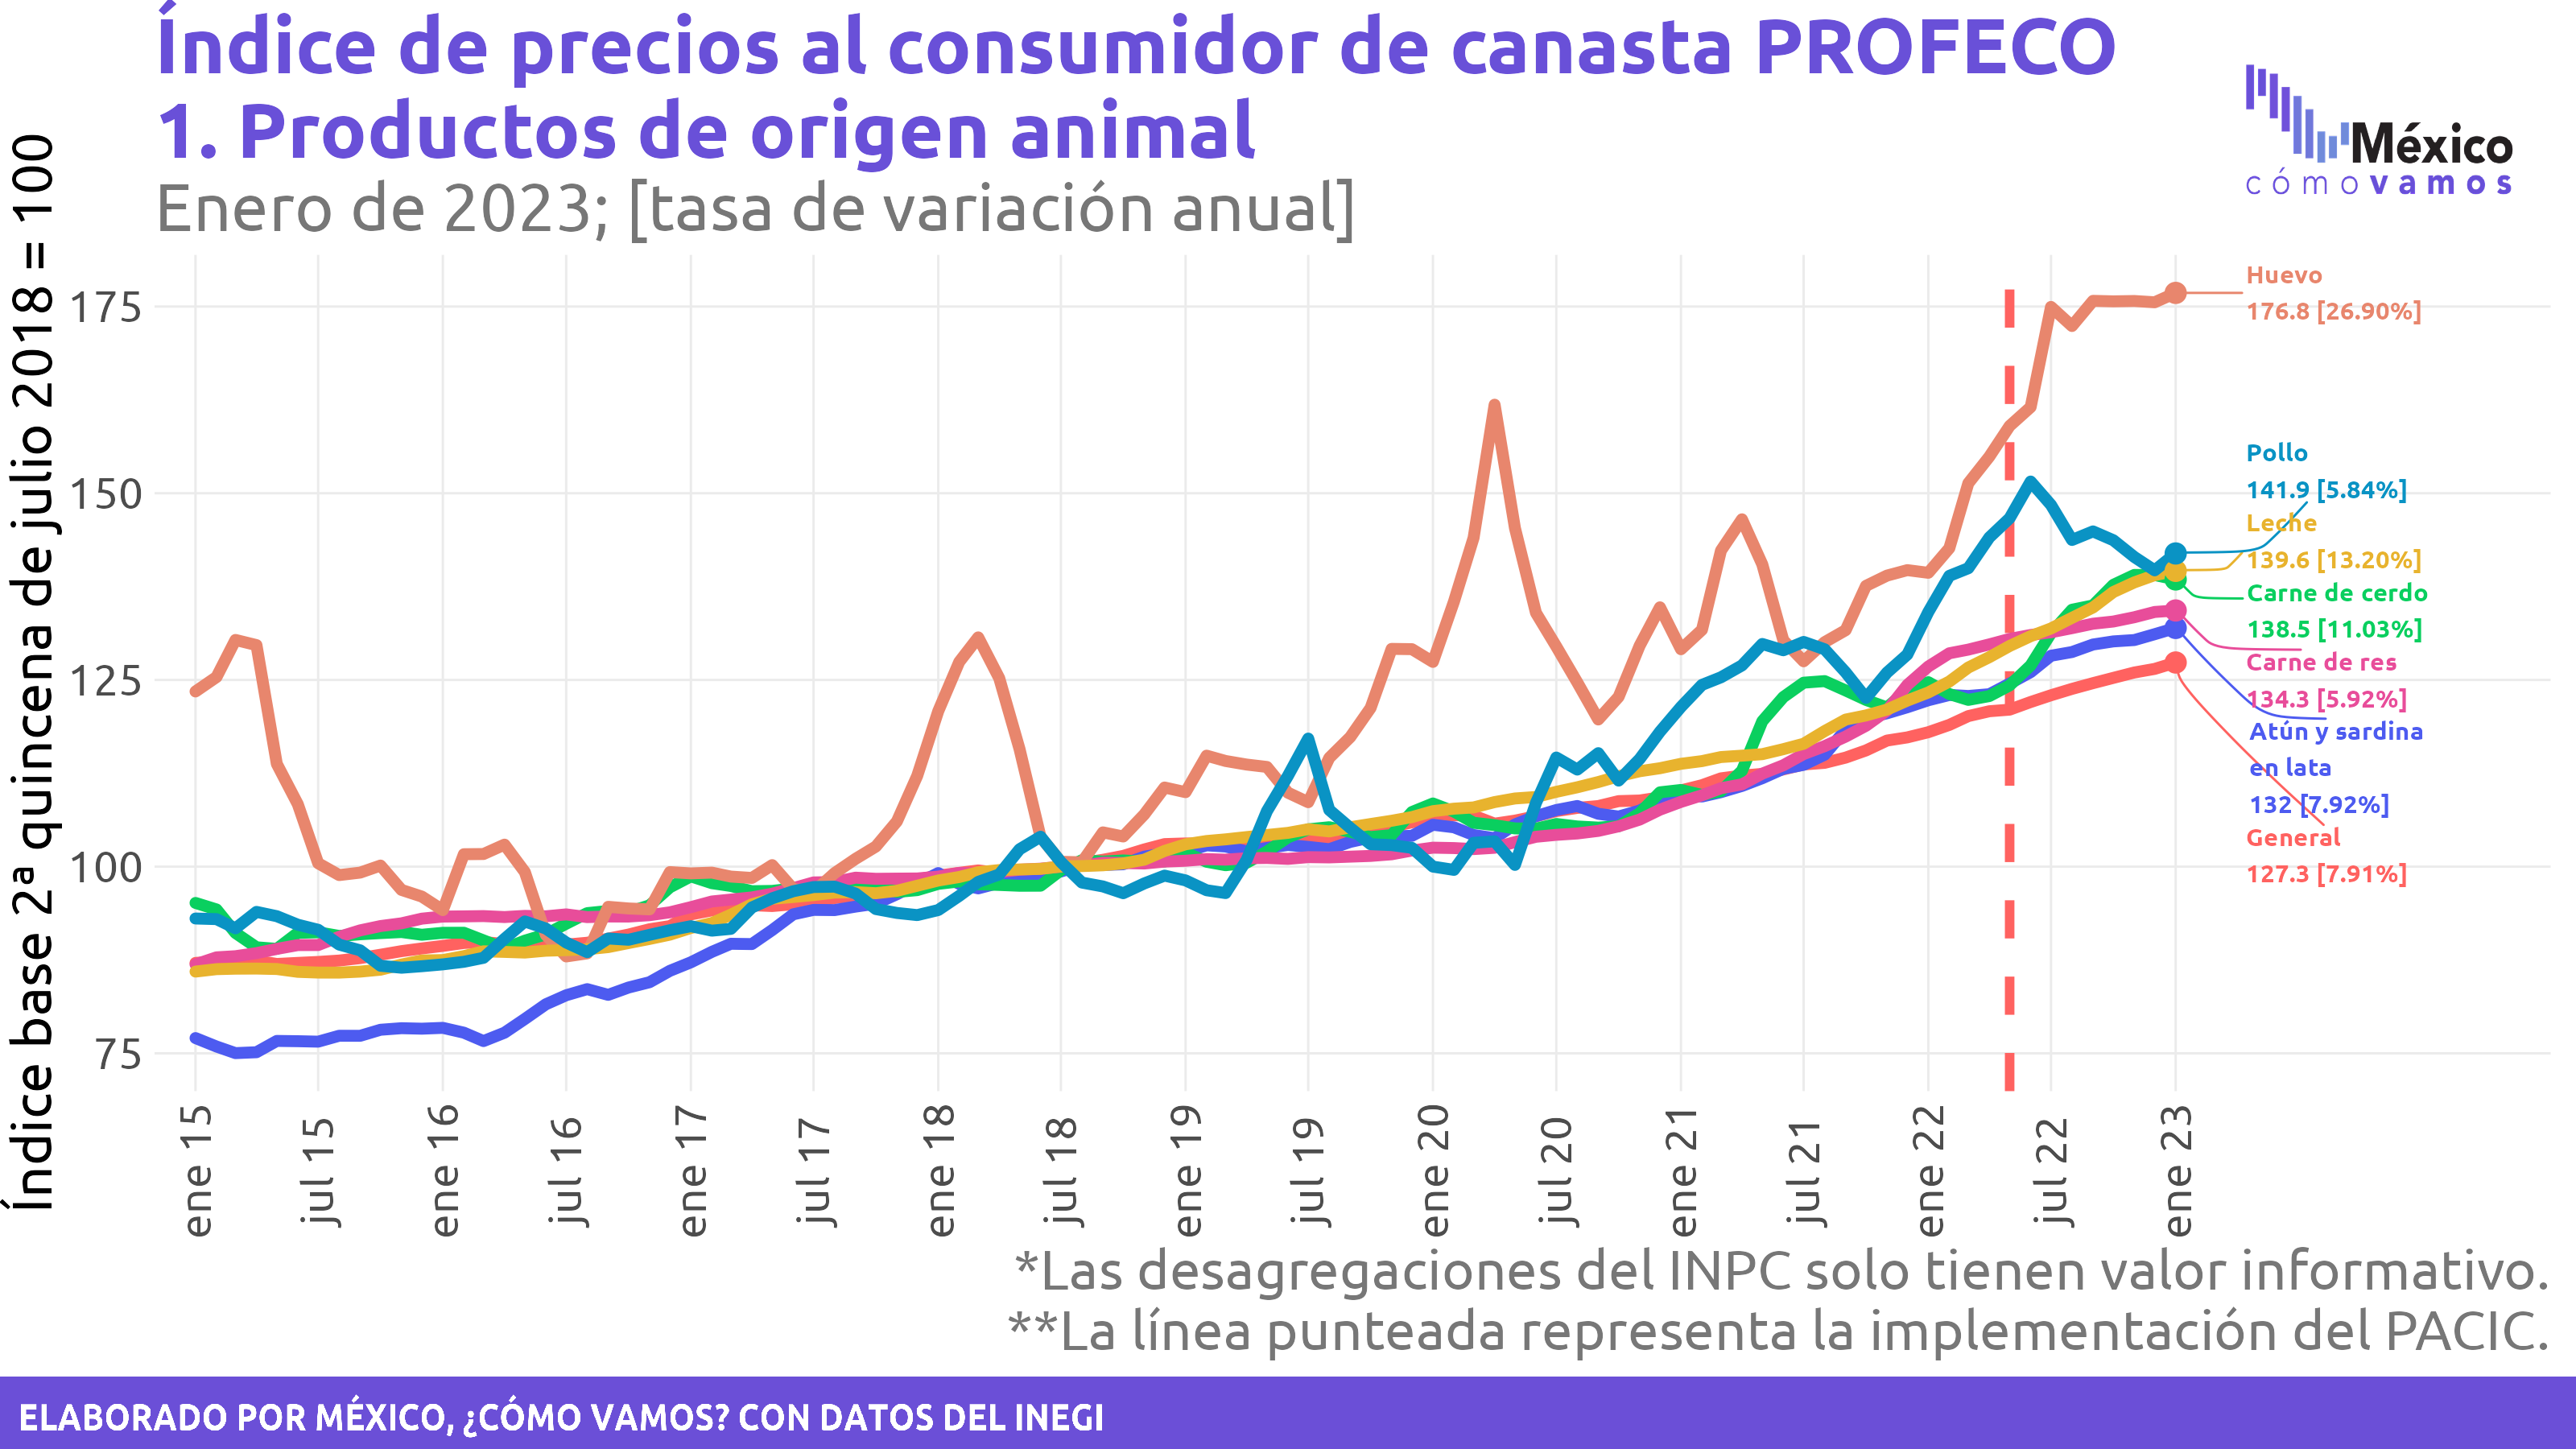 Índice de precios al consumidor de canasta PROFECO
1. Productos de origen animal
Enero de 2023; [tasa de variación anual]
México
cómo vamos
Índice base 2ª quincena de julio 2018 = 100
175
150
125
100
75
Huevo
176.8 [26.90%]
Pollo
141.9 [5.84%]
Leche
139.6 [13.20%]
Carne de cerdo
138.5 [11.03%]
Carne de res
134.3 [5.92%]
Atún y sardina
en lata
132 [7.92%]
General
127.3 [7.91%]
ene 15
jul 15
ene 16
jul 16
ene 17
jul 17
ene 18
jul 18
ene 19
jul 19
ene 20
jul 20
ene 21
jul 21
ene 22
jul 22
ene 23
*Las desagregaciones del INPC solo tienen valor informativo.
**La línea punteada representa la implementación del PACIC.
ELABORADO POR MÉXICO, ¿CÓMO VAMOS? CON DATOS DEL INEGI